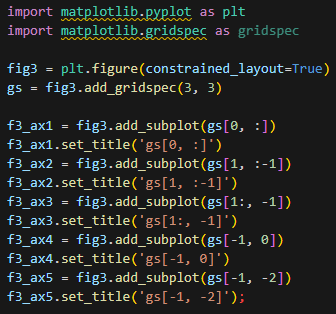 import matplotlib.pyplot as plt
import matplotlib.gridspec as gridspec
fig3 = plt.figure(constrained_layout=True)
gs = fig3.add_gridspec(3, 3)
f3_ax1 = fig3.add_subplot(gs[0, :])
f3_ax1.set_title('gs[0, :]')
f3_ax2 = fig3.add_subplot(gs[1, :-1])
f3_ax2.set_title('gs[1, :-1]')
f3_ax3 = fig3.add_subplot(gs[1:, -1])
f3_ax3.set_title('gs[1:, -1]')
f3_ax4 = fig3.add_subplot(gs[-1, 0])
f3_ax4.set_title('gs[-1, 0]')
f3_ax5 = fig3.add_subplot(gs[-1, -2])
f3_ax5.set_title('gs[-1, -2]');